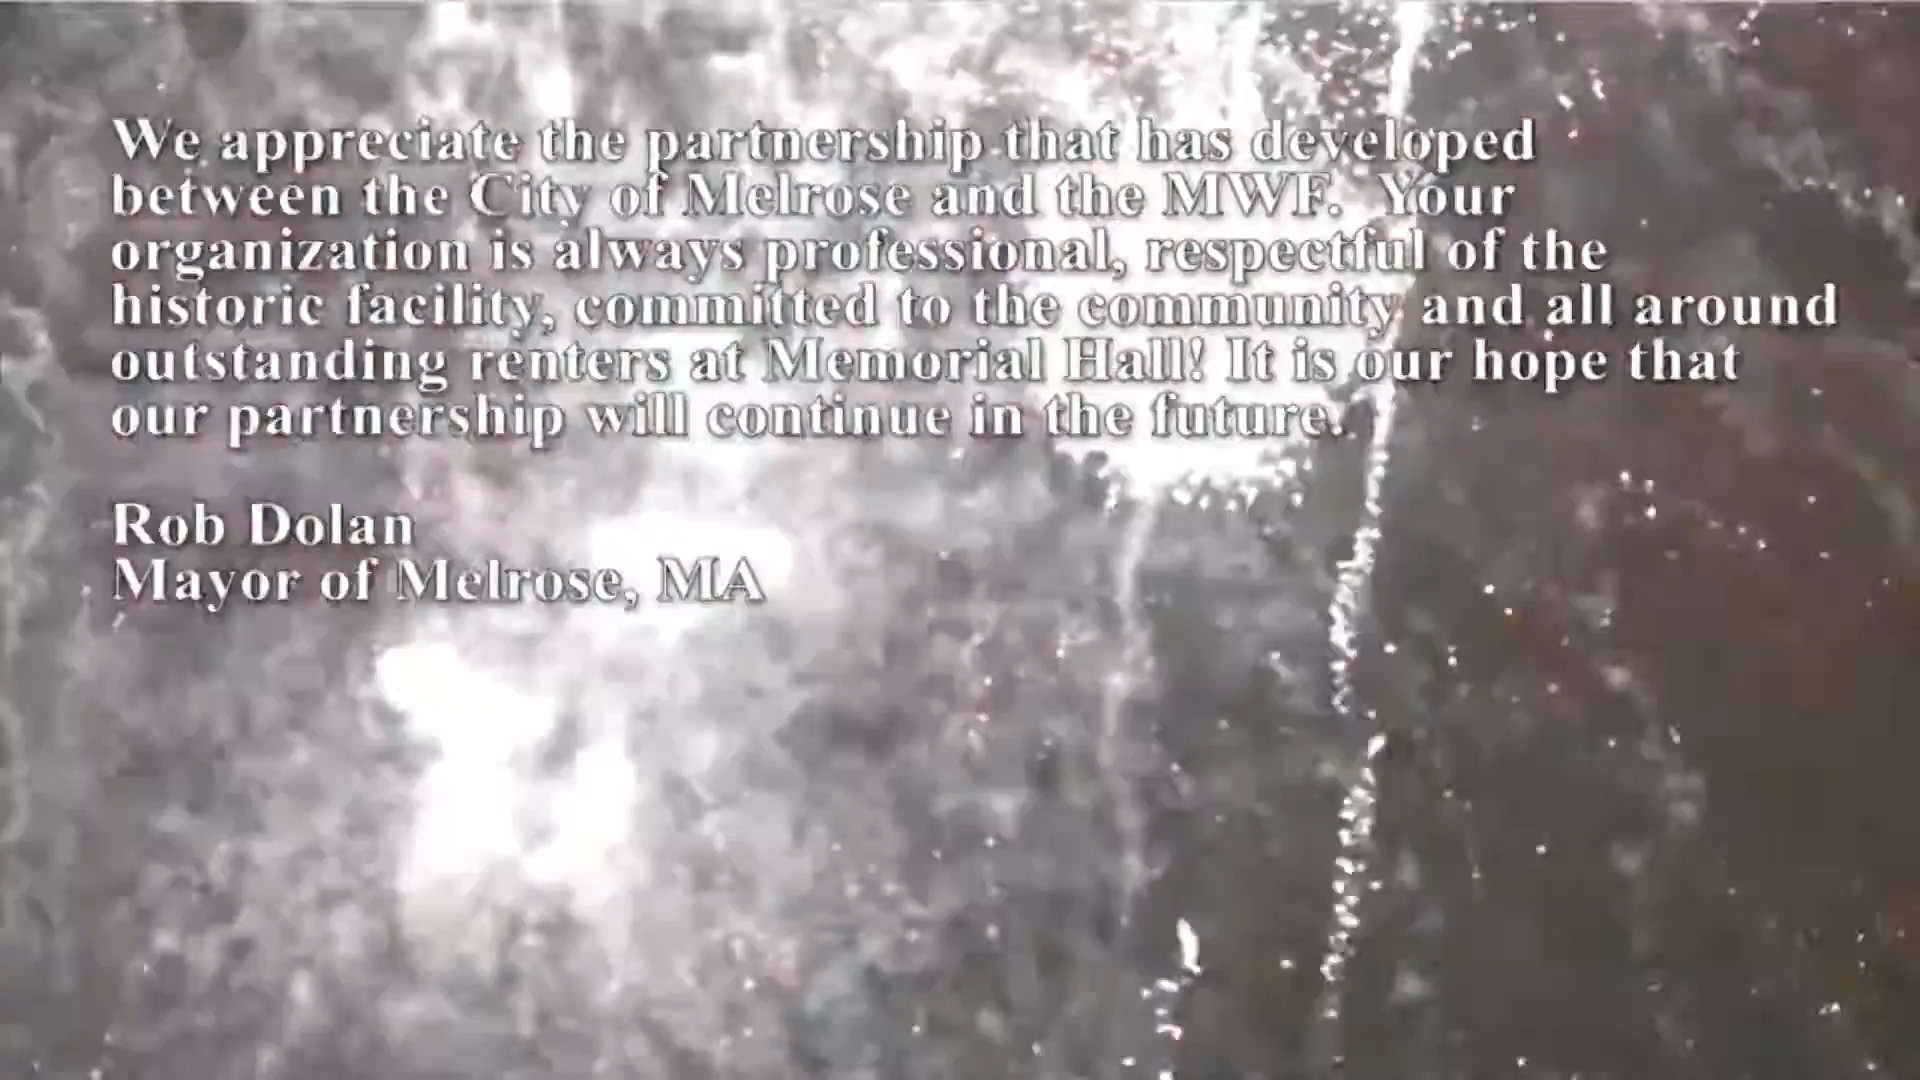 We appreciate the partnership that has developed
between the City of Melrose and the MWF. Your
organization is always professional, respectful of the
historic facility, committed to the community and all around
outstanding renters at Memorial Hall! It is our hope that
our partnership will continue in the future.
Rob Dolan
Mayor of Melrose, MA